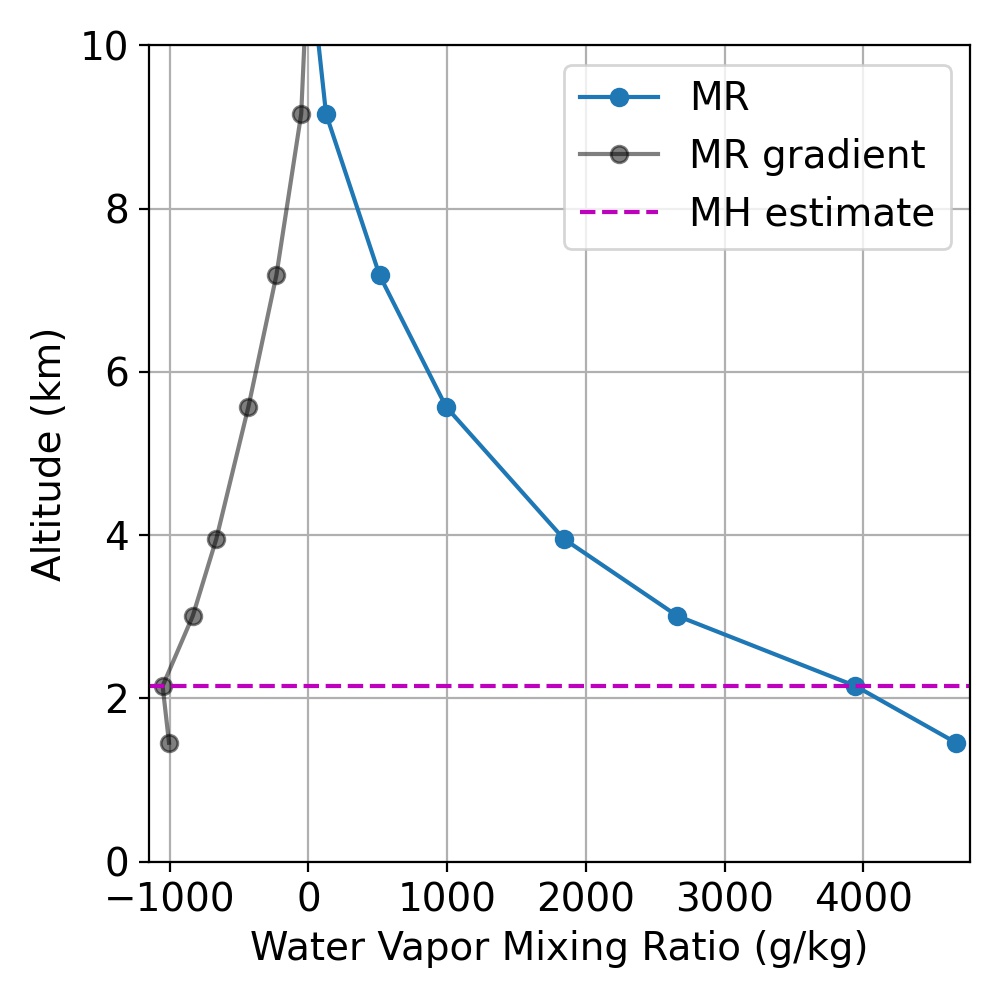 10
8
6
4
2
0
Altitude (km)
MR
MR gradient
MH estimate
−1000 0 1000 2000 3000 4000
Water Vapor Mixing Ratio (g/kg)